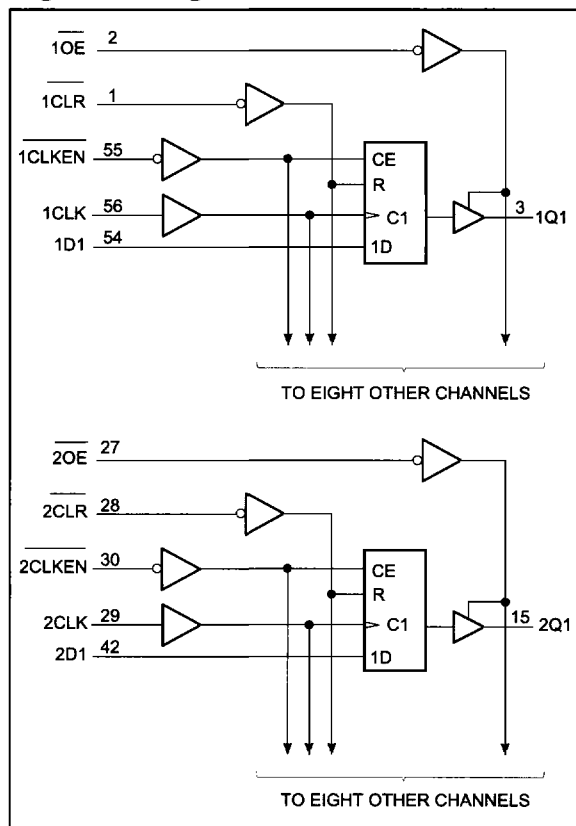 1OE 2
1CLR 1
1CLKEN 55
CE
R
1CLK 56
C1
3 1Q1
1D1 54
1D
TO EIGHT OTHER CHANNELS
2OE 27
2CLR 28
2CLKEN 30
CE
R
2CLK 29
C1
15 2Q1
2D1 42
1D
TO EIGHT OTHER CHANNELS